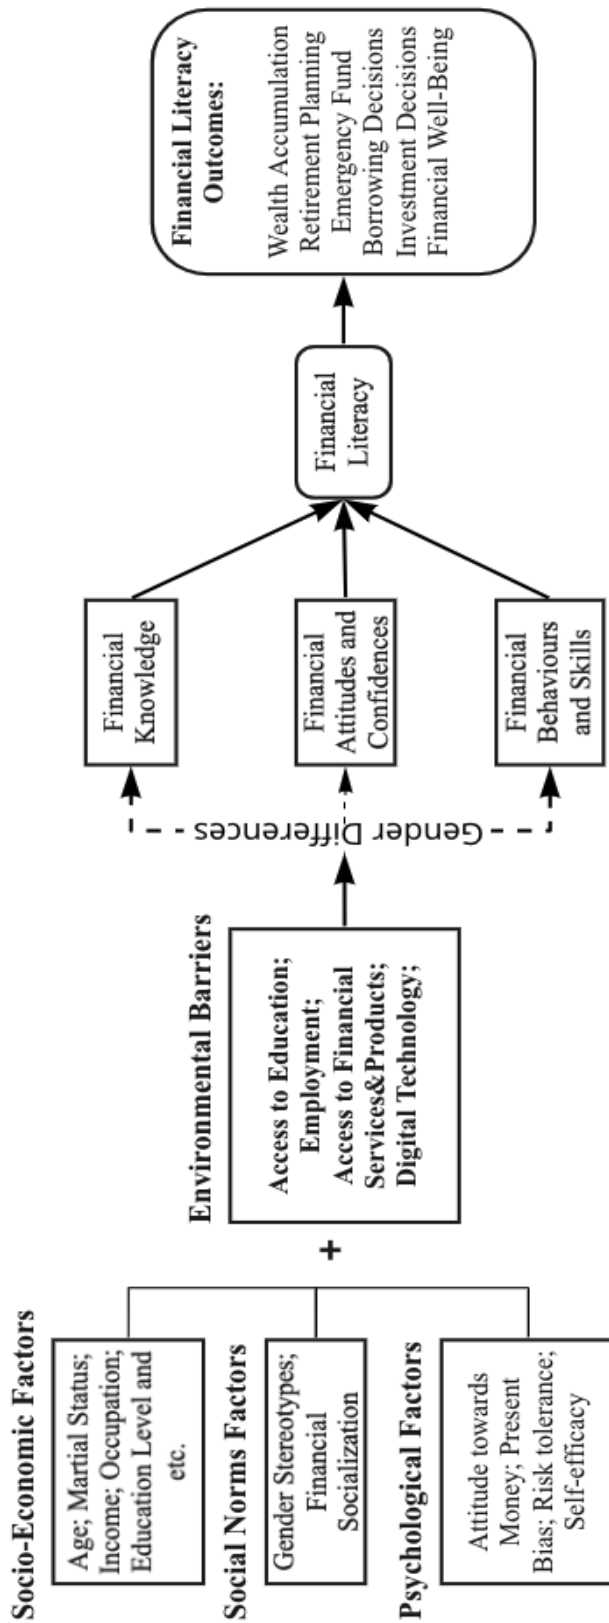 Socio-Economic Factors
Age; Martial Status;
Income; Occupation;
Education Level and
etc.
Social Norms Factors
Gender Stereotypes;
Financial
Socialization
Psychological Factors
Attitude towards
Money; Present
Bias; Risk tolerance;
Self-efficacy
+
Environmental Barriers
Access to Education;
Employment;
Access to Financial
Services&Products;
Digital Technology;
Gender Differences
Financial
Knowledge
Financial
Attitudes and
Confidences
Financial
Behaviours
and Skills
Financial
Literacy
Financial Literacy
Outcomes:
Wealth Accumulation
Retirement Planning
Emergency Fund
Borrowing Decisions
Investment Decisions
Financial Well-Being